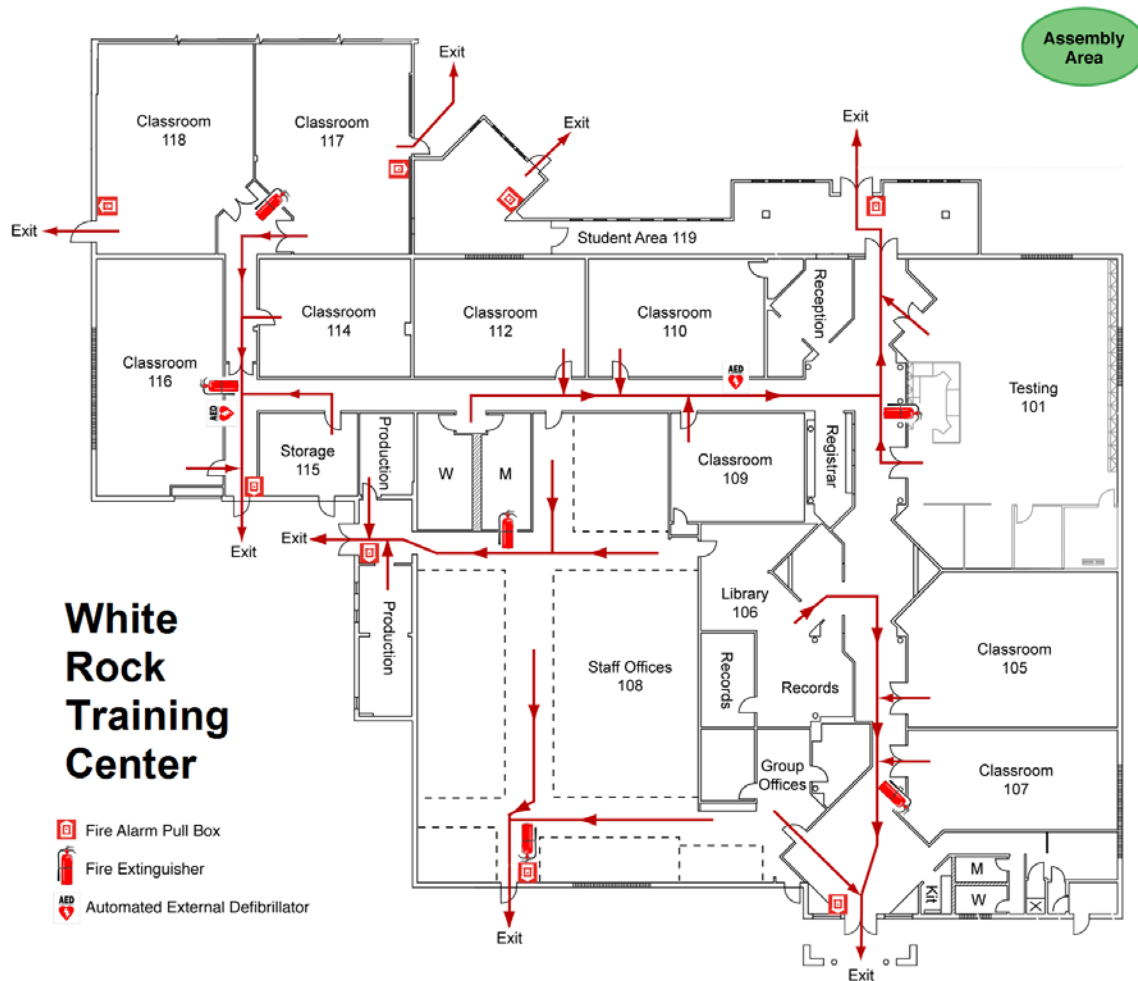 Assembly
Area
Exit
Exit
Exit
Classroom
118
Classroom
117
Exit
Student Area 119
Classroom
116
Classroom
114
Classroom
112
Classroom
110
Reception
AED
AED
Testing
101
Storage
115
Production
W
M
Classroom
109
Registrar
Exit
Exit
Production
Library
106
Records
Records
Staff Offices
108
Classroom
105
Group
Offices
Classroom
107
Kit
M
W
Exit
Exit
White
Rock
Training
Center
Fire Alarm Pull Box
Fire Extinguisher
AED
Automated External Defibrillator